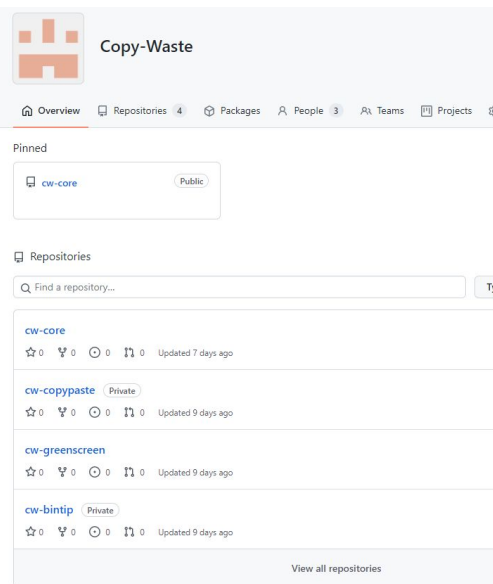 Copy-Waste
Overview Repositories 4 Packages People 3 Teams Projects
Pinned
cw-core Public
Repositories
Find a repository...
cw-core
0 0 0 0 Updated 7 days ago
cw-copypaste Private
0 0 0 0 Updated 9 days ago
cw-greenscreen
0 0 0 0 Updated 9 days ago
cw-bintip Private
0 0 0 0 Updated 9 days ago
View all repositories